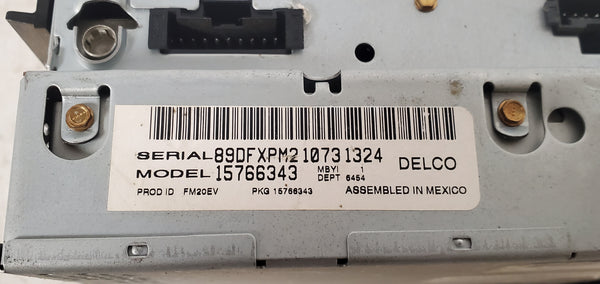 SERIAL 89DFXPM210731324
MODEL 15766343 MBYI 1 DELCO
DEPT 6454
PROD ID FM20EV PKG 15766343 ASSEMBLED IN MEXICO